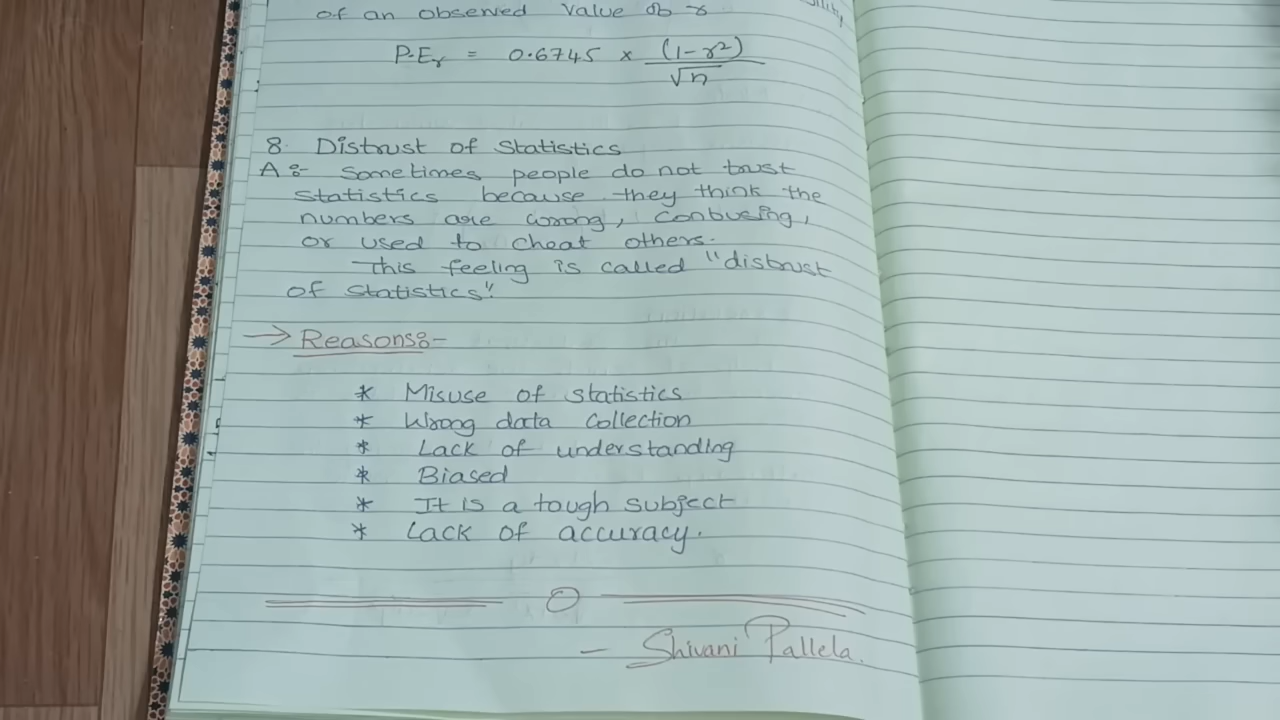 of an observed value of r
P.Er = 0.6745 × (1-r²)/√n
8. Distrust of Statistics
A:- Sometimes people do not trust
statistics because they think the
numbers are wrong, confusing,
or used to cheat others.
This feeling is called "distrust
of statistics".
→ Reasons:-
* Misuse of statistics
* Wrong data collection
* Lack of understanding
* Biased
* It is a tough subject
* Lack of accuracy.
- Shivani Pallela.